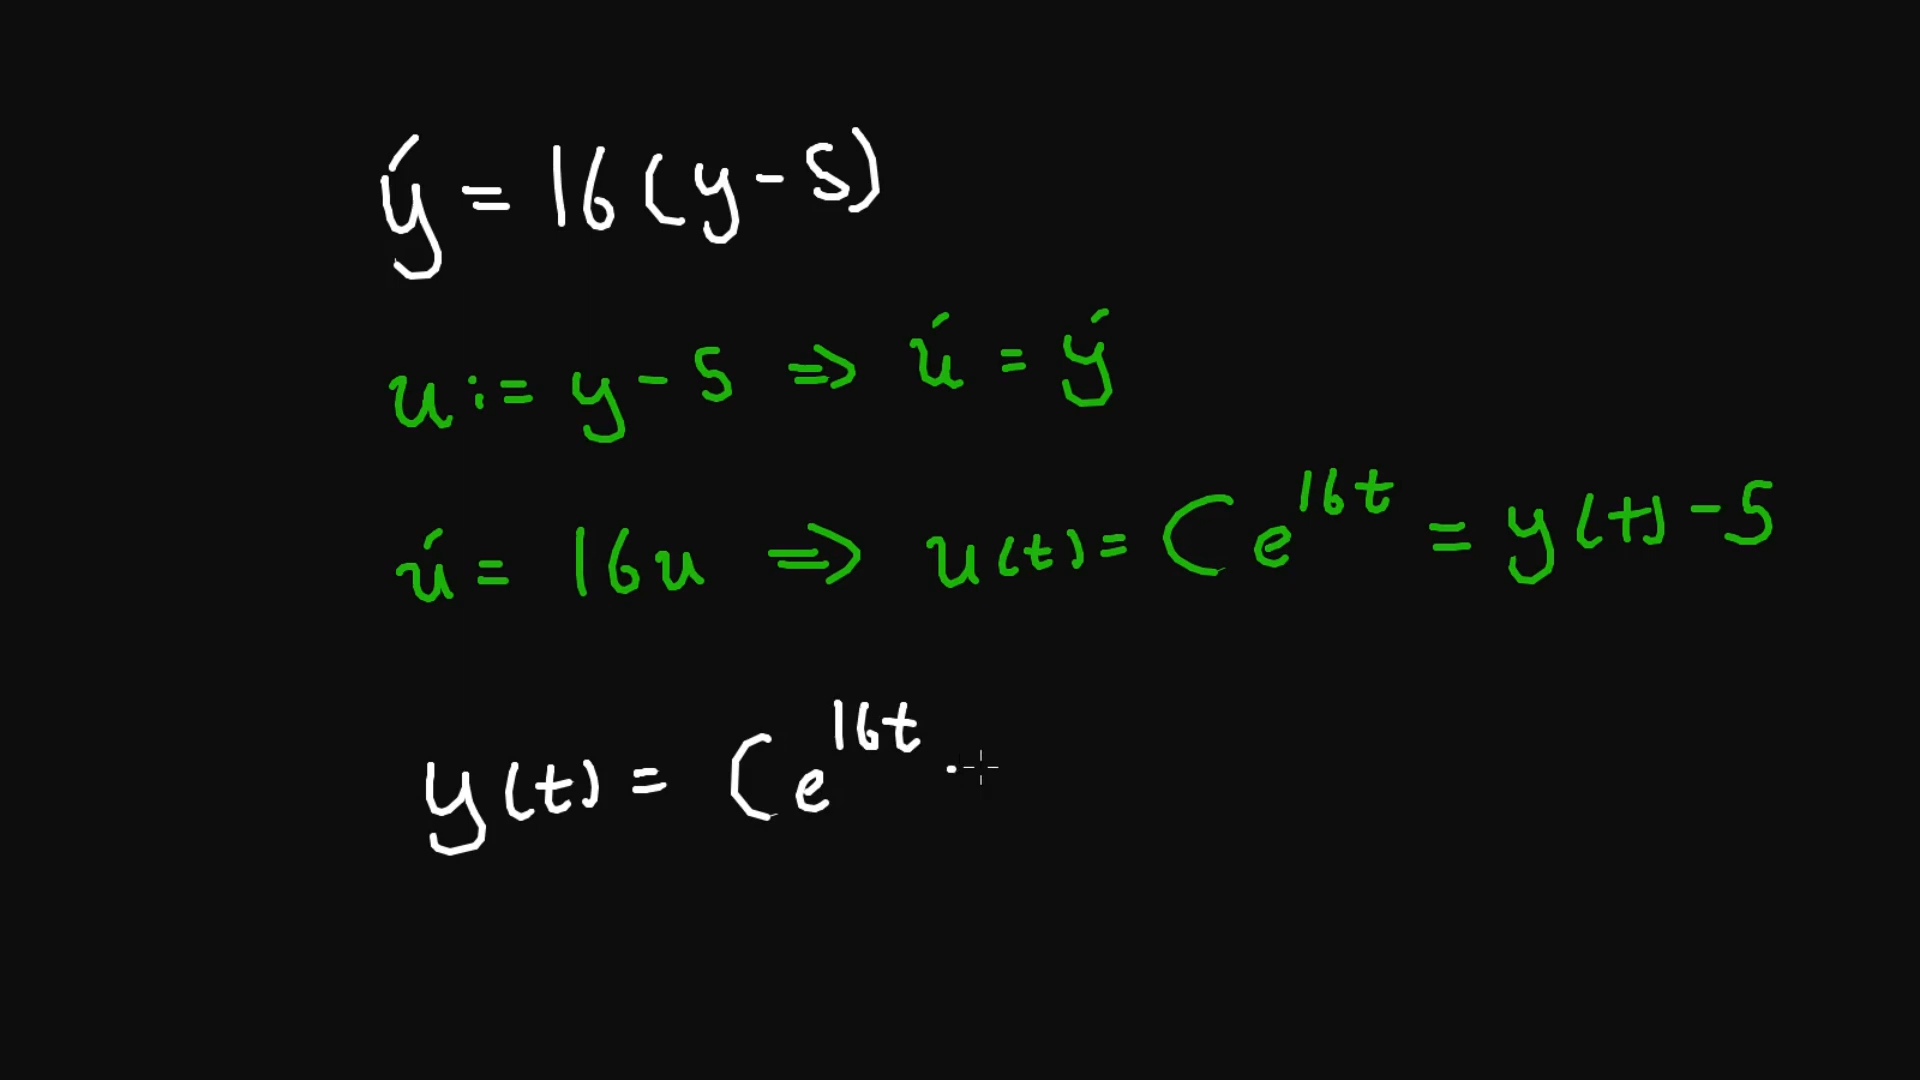 y´ = 16(y-5)
u := y-5 ⇒ u´ = y´
u´ = 16u ⇒ u(t) = Ce^{16t} = y(t)-5
y(t) = Ce^{16t}